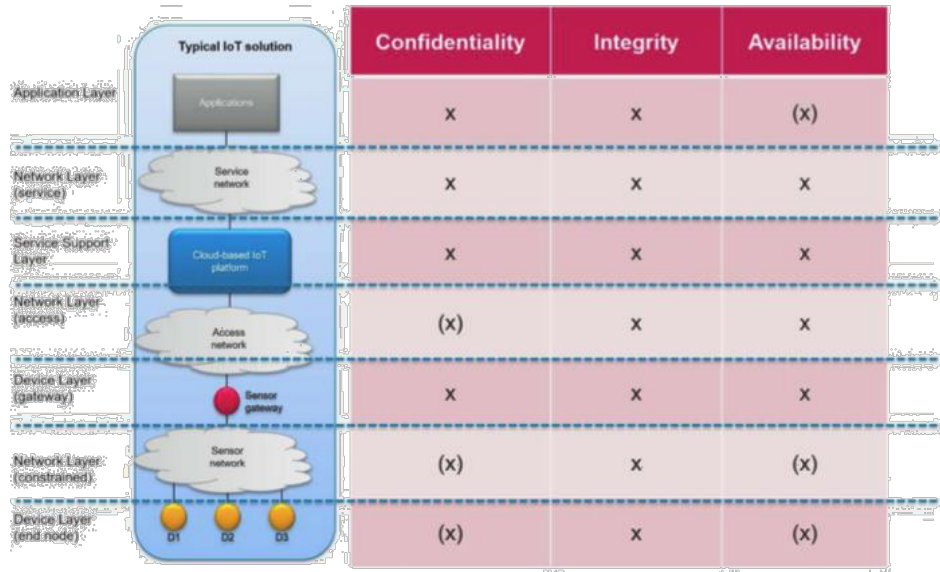 Typical IoT solution
Confidentiality
Integrity
Availability
Application Layer
Applications
x
x
(x)
Network Layer
(service)
Service
network
x
x
x
Service Support
Layer
Cloud-based IoT
platform
x
x
x
Network Layer
(access)
Access
network
(x)
x
x
Device Layer
(gateway)
Sensor
gateway
x
x
x
Network Layer
(constrained)
Sensor
network
(x)
x
(x)
Device Layer
(end node)
D1
D2
D3
(x)
x
(x)